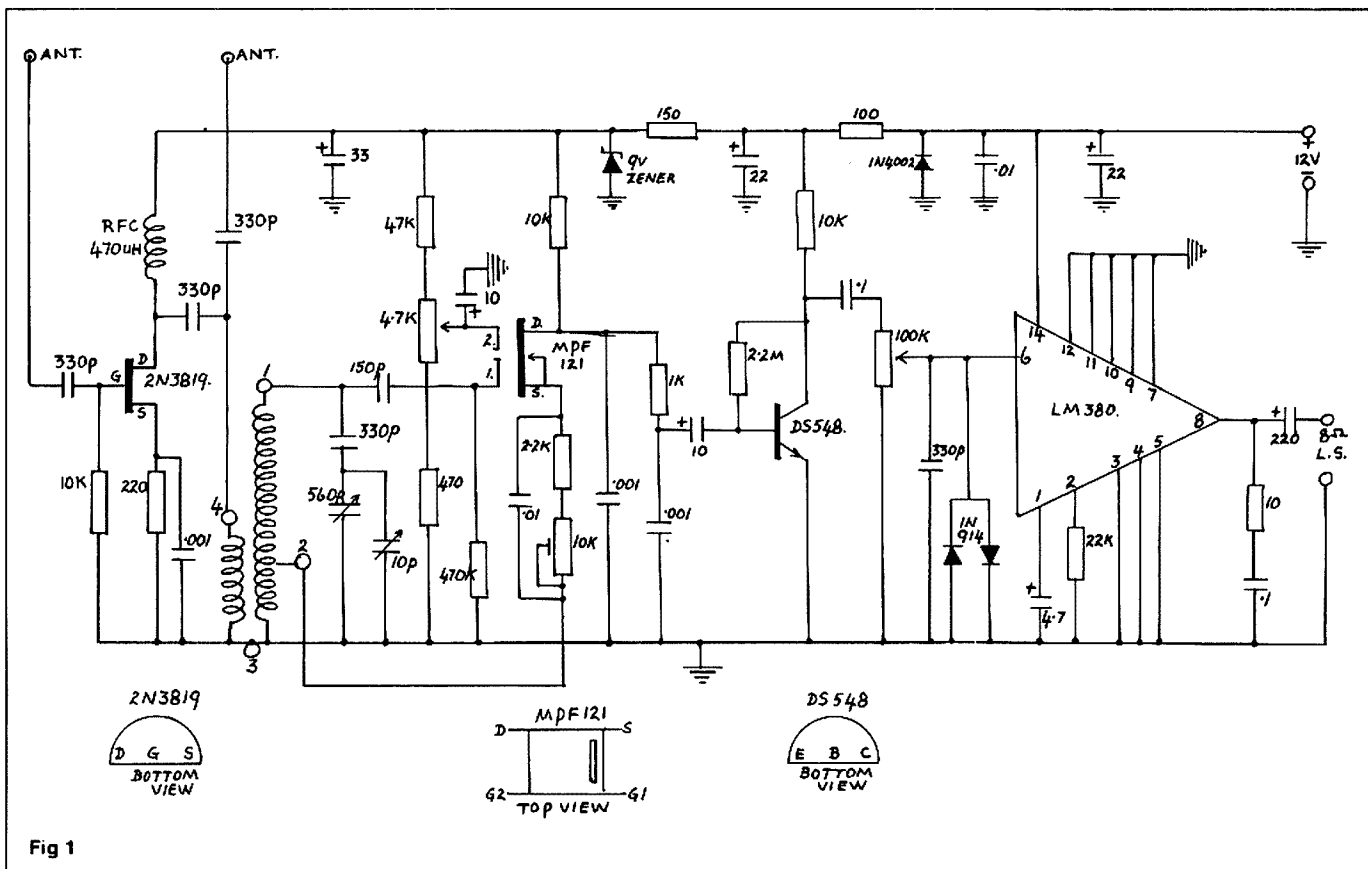 ANT.
ANT.
150
100
33
9V
ZENER
22
1N4002
.01
22
+
12V
-
RFC
470UH
330p
47K
10K
10K
330p
10
.1
4.7K
2.
1.
D.
MPF
121
S.
330p
G
D
S
2N3819.
1
150p
2.2M
100K
14
12
11
10
9
7
6
LM380.
8
220
8Ω
L.S.
1K
10
DS548.
330p
330p
10K
220
.001
4
560p
10p
2
3
470
470K
2.2K
.01
10K
.001
.001
1N
914
1
2
3
4
5
22K
4.7
10
.1
2N3819
D G S
BOTTOM
VIEW
MPF121
D
S
G2
G1
TOP VIEW
DS548
E B C
BOTTOM
VIEW
Fig 1